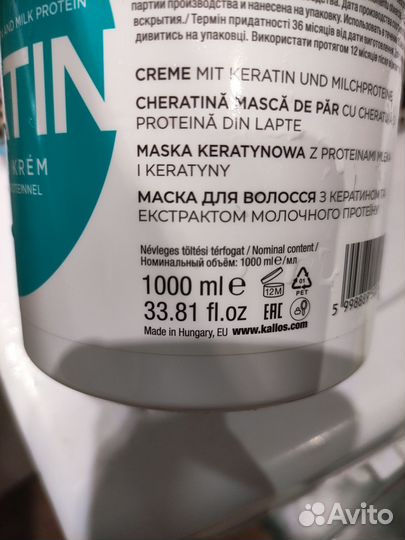 AND MILK PROTEIN
TIN
KRÉM
партии производства и нанесена на упаковку. Дата производства
вскрытия./ Термін придатності 36 місяців від дати виготовлення,
дивитись на упаковці. Використати протягом 12 місяців після
CREME MIT KERATIN UND MILCHPROTEINE
CHERATINĂ MASCĂ DE PĂR CU
PROTEINĂ DIN LAPTE
MASKA KERATYNOWA Z PROTEINAMI
I KERATYNY
МАСКА ДЛЯ ВОЛОССЯ З КЕРАТИНОМ ТА
ЕКСТРАКТОМ МОЛОЧНОГО ПРОТЕЇНУ
Névleges töltési térfogat / Nominal content /
Номинальный объём: 1000 ml/мл
1000 ml e
12M
01
PET
33.81 fl.oz
EAC
Made in Hungary, EU www.kallos.com
Avito